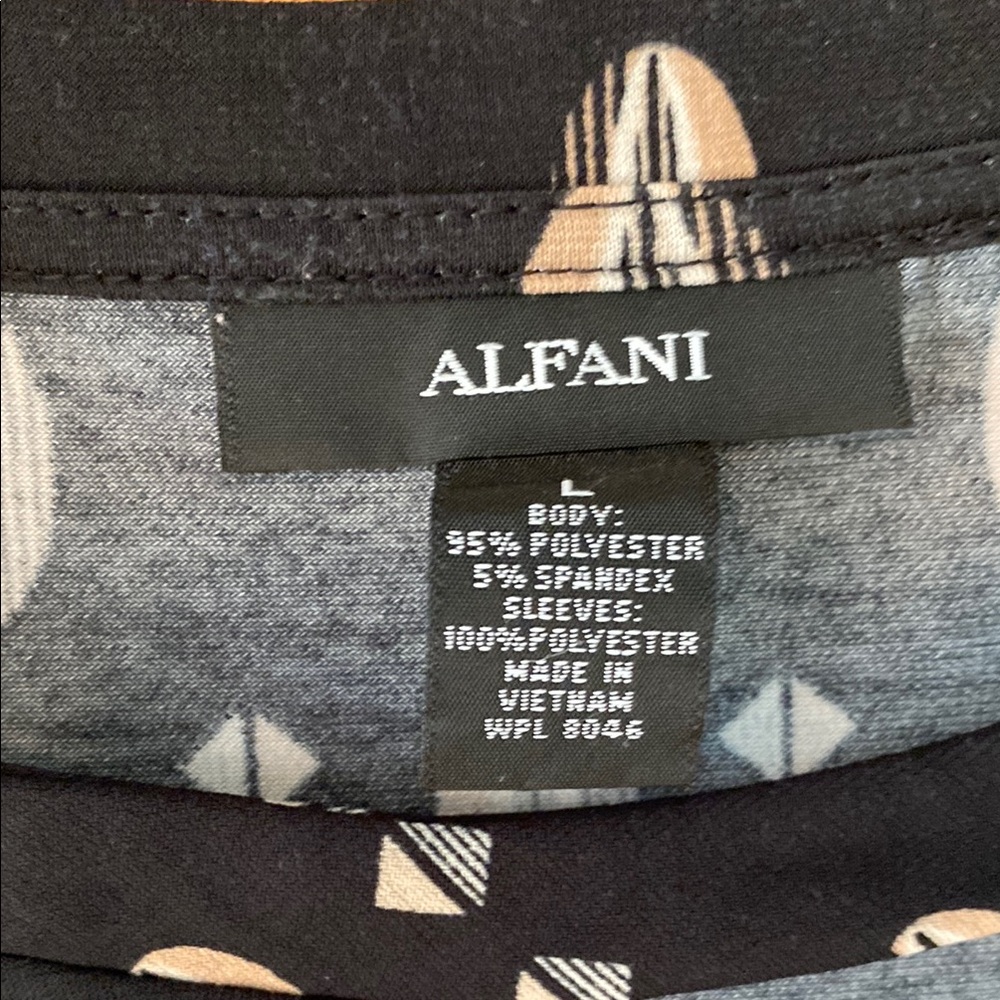 ALFANI
L
BODY:
95% POLYESTER
5% SPANDEX
SLEEVES:
100%POLYESTER
MADE IN
VIETNAM
WPL 8046